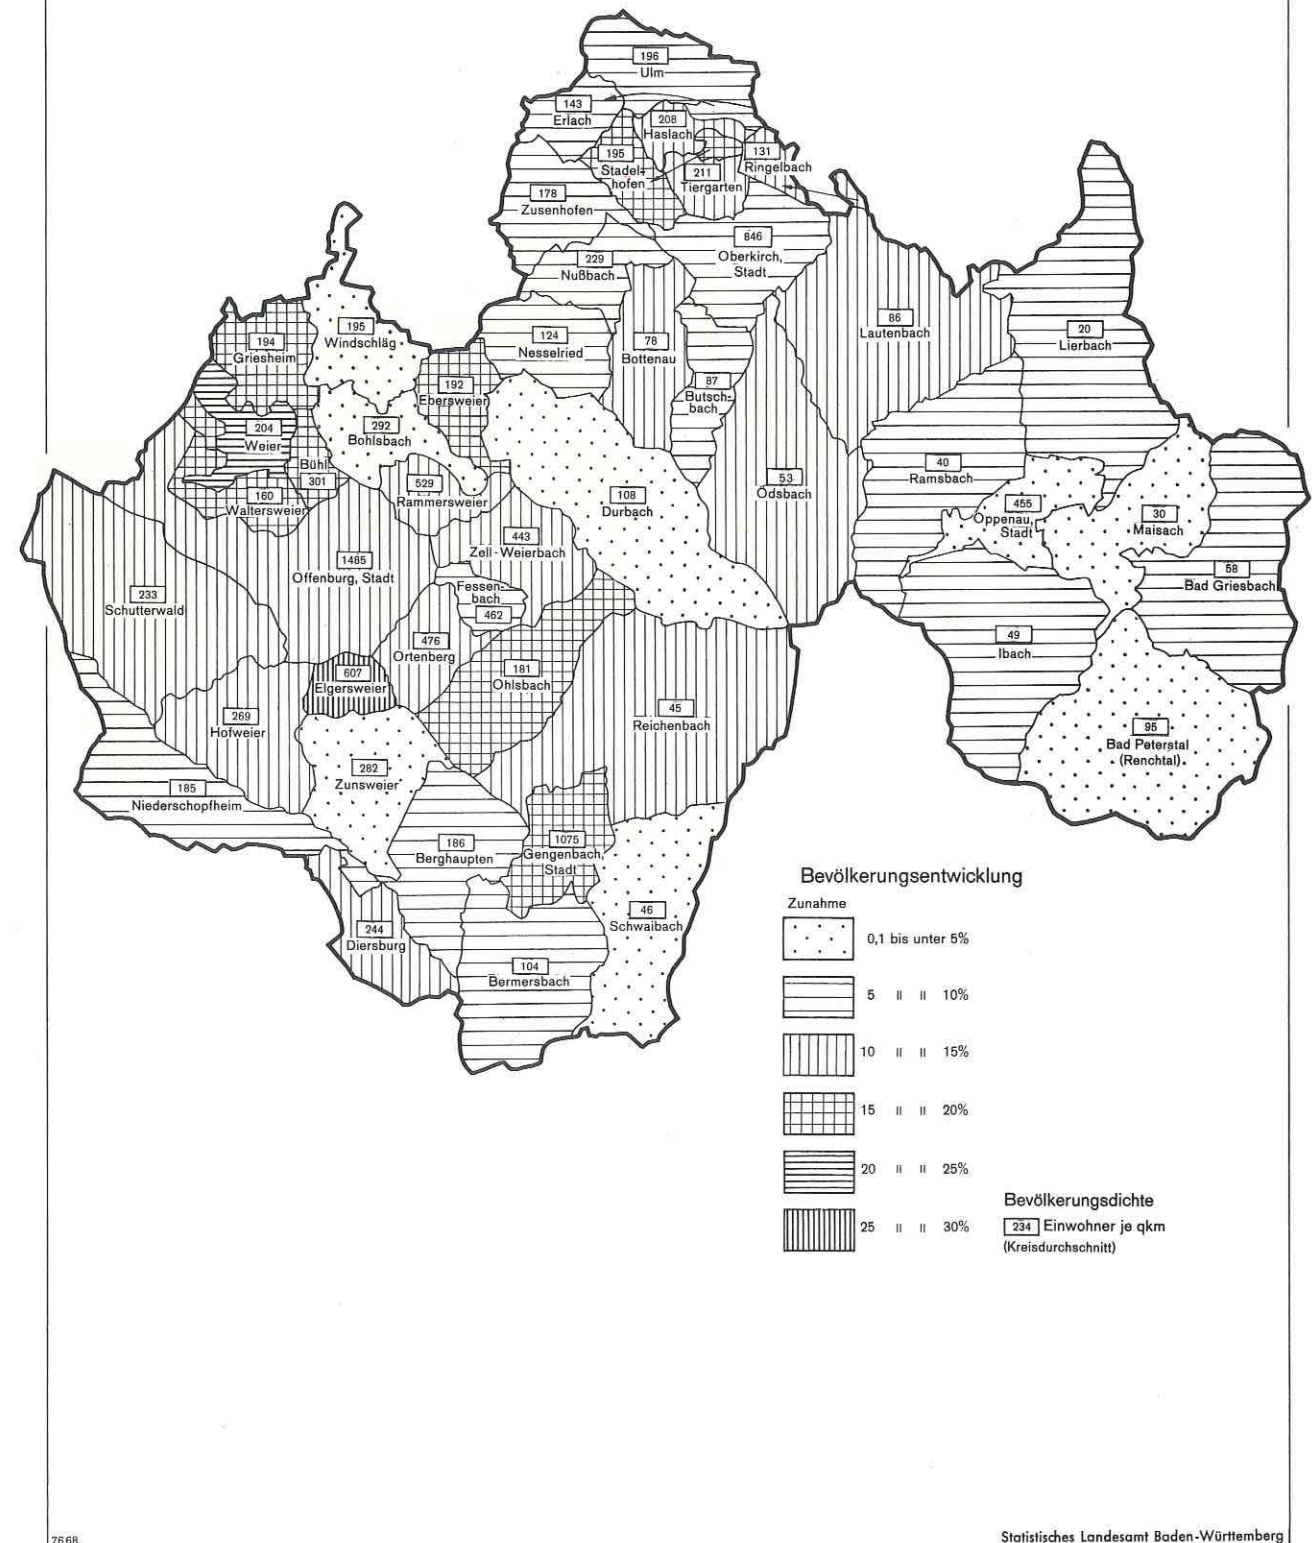 196
Ulm
143
Erlach
208
Haslach
195
Stadel-
hofen
131
Ringelbach
211
Tiergarten
178
Zusenhofen
846
Oberkirch,
Stadt
229
Nußbach
86
Lautenbach
20
Lierbach
195
Windschläg
194
Griesheim
124
Nesselried
78
Bottenau
192
Ebersweier
87
Butsch-
bach
292
Bohlsbach
204
Weier
Bühl
301
160
Waltersweier
529
Rammersweier
108
Durbach
53
Ödsbach
40
Ramsbach
455
Oppenau,
Stadt
30
Maisach
443
Zell-Weierbach
1485
Offenburg, Stadt
Fessen-
bach
462
58
Bad Griesbach
233
Schutterwald
476
Ortenberg
49
Ibach
607
Elgersweier
181
Ohlsbach
45
Reichenbach
269
Hofweier
95
Bad Peterstal
(Renchtal)
282
Zunsweier
185
Niederschopfheim
186
Berghaupten
1075
Gengenbach,
Stadt
46
Schwaibach
244
Diersburg
104
Bermersbach
Bevölkerungsentwicklung
Zunahme
0,1 bis unter 5%
5 " " 10%
10 " " 15%
15 " " 20%
20 " " 25%
25 " " 30%
Bevölkerungsdichte
234 Einwohner je qkm
(Kreisdurchschnitt)
7668
Statistisches Landesamt Baden-Württemberg